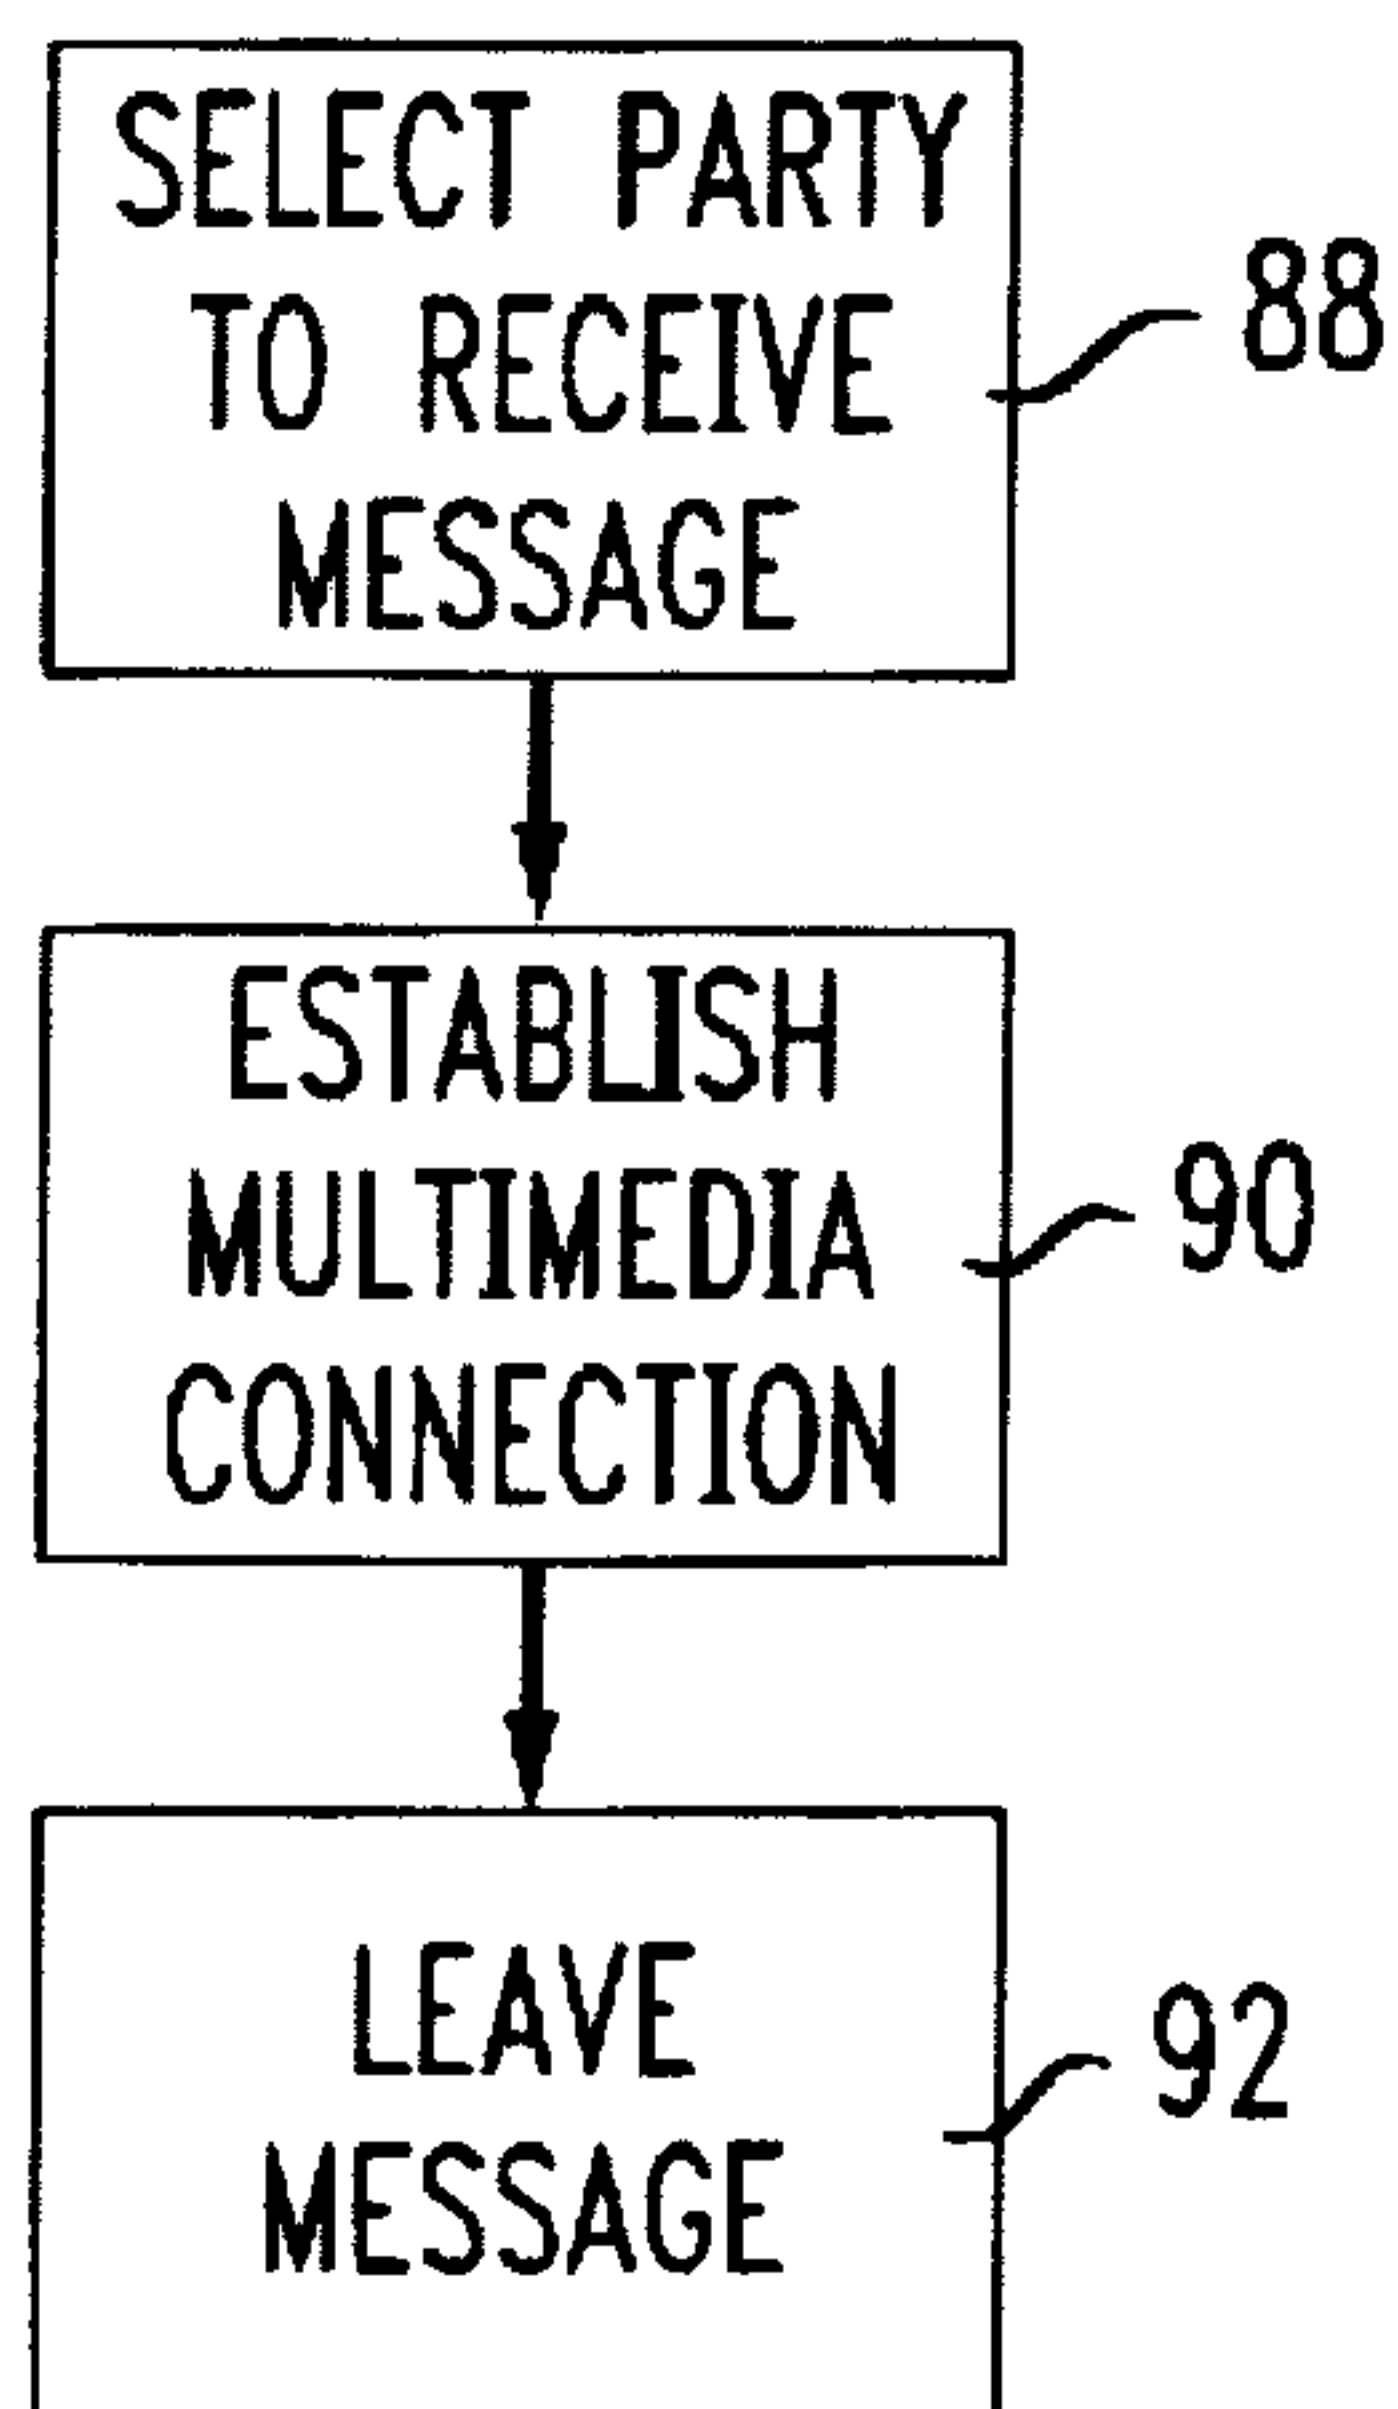 SELECT PARTY
TO RECEIVE
MESSAGE
88
ESTABLISH
MULTIMEDIA
CONNECTION
90
LEAVE
MESSAGE
92